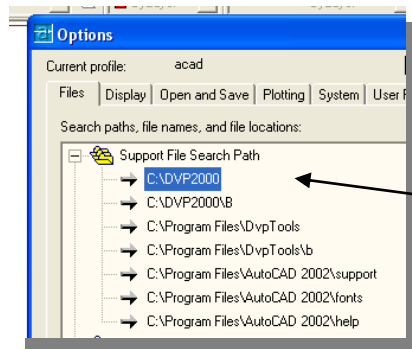 Options
Current profile: acad
Files Display Open and Save Plotting System User
Search paths, file names, and file locations:
Support File Search Path
C:\DVP2000
C:\DVP2000\B
C:\Program Files\DvpTools
C:\Program Files\DvpTools\b
C:\Program Files\AutoCAD 2002\support
C:\Program Files\AutoCAD 2002\fonts
C:\Program Files\AutoCAD 2002\help